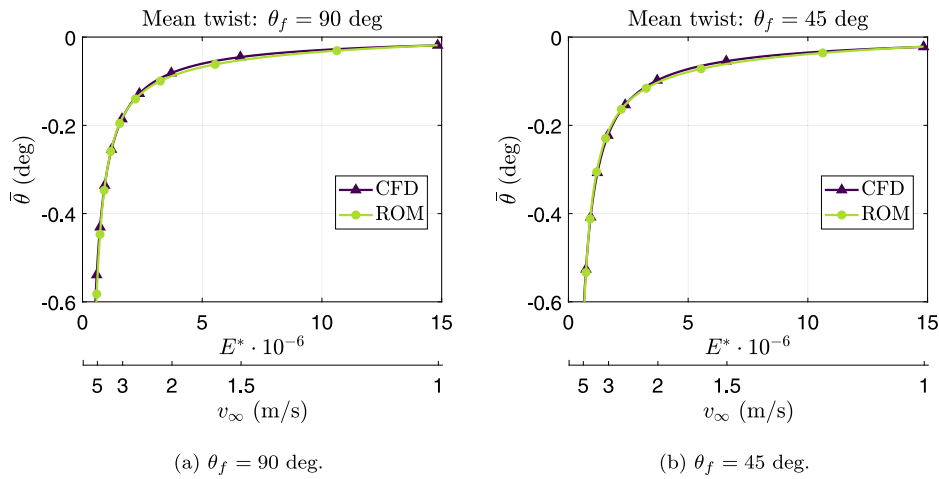 Mean twist: θ_f = 90 deg
0
-0.2
-0.4
-0.6
θ̄ (deg)
CFD
ROM
0 5 10 15
E* · 10⁻⁶
5 3 2 1.5 1
v_∞ (m/s)
(a) θ_f = 90 deg.
Mean twist: θ_f = 45 deg
0
-0.2
-0.4
-0.6
θ̄ (deg)
CFD
ROM
0 5 10 15
E* · 10⁻⁶
5 3 2 1.5 1
v_∞ (m/s)
(b) θ_f = 45 deg.